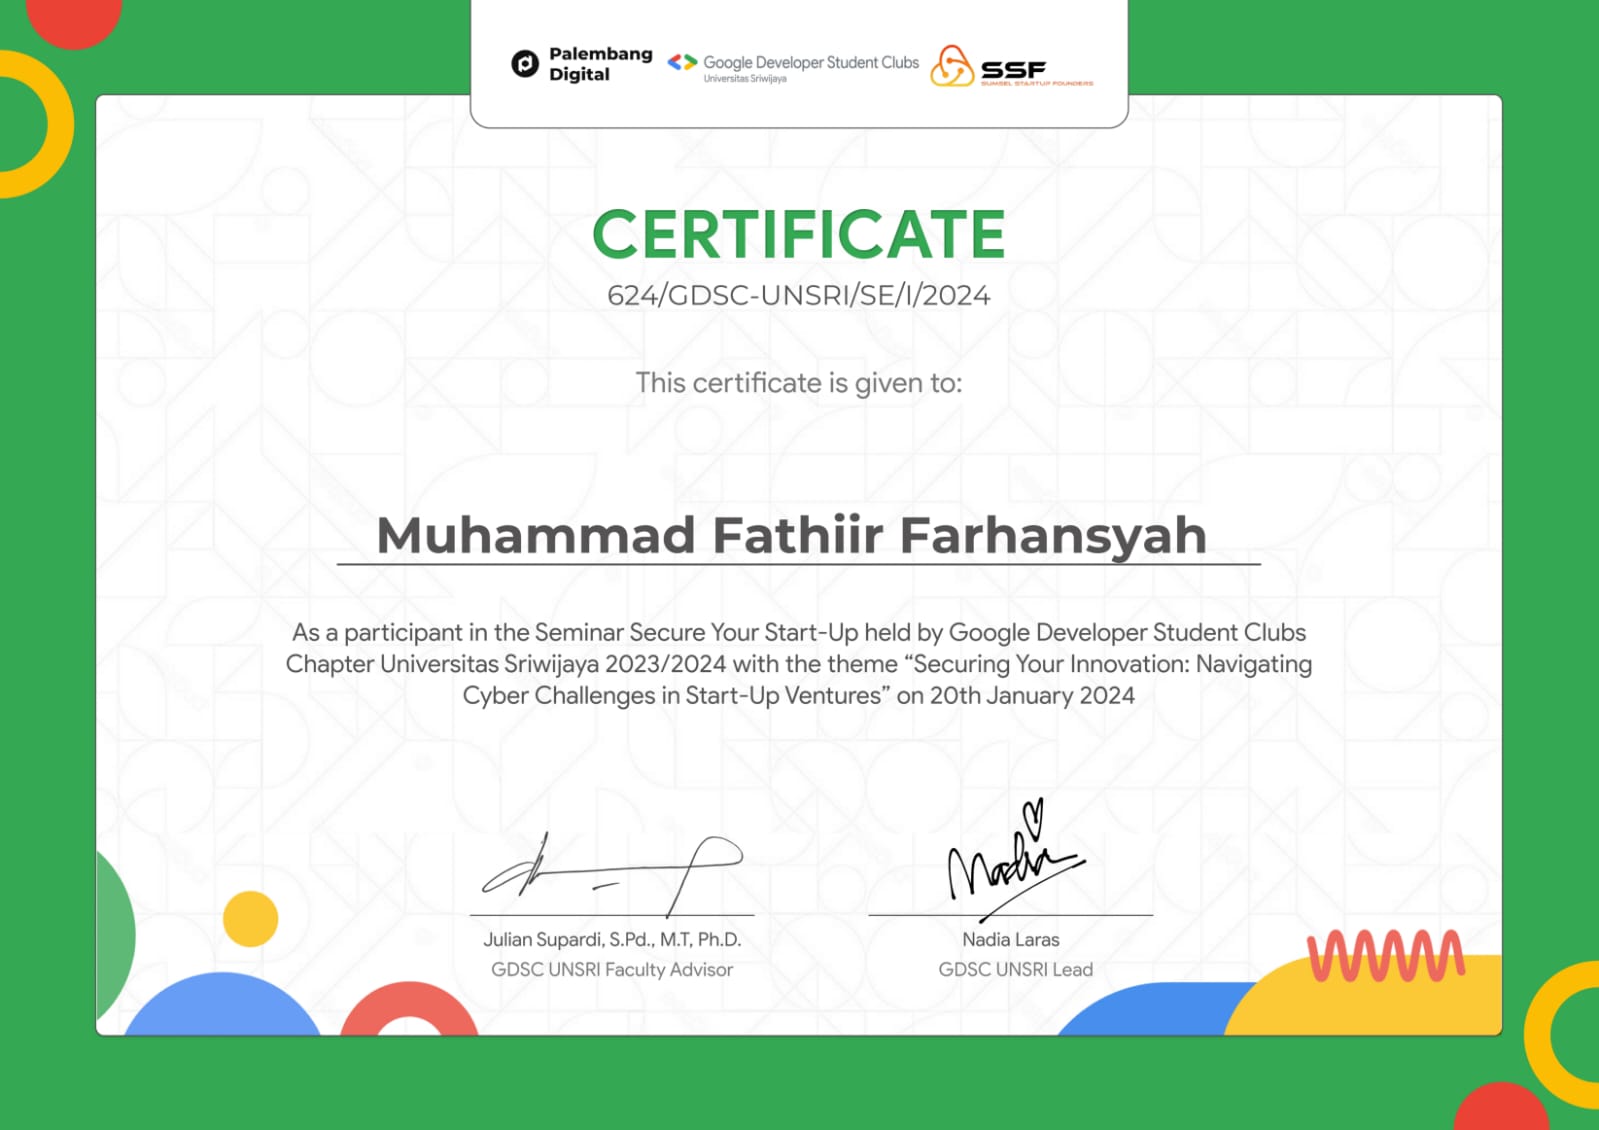 Palembang
Digital
Google Developer Student Clubs
Universitas Sriwijaya
SSF
SUMSEL STARTUP FOUNDERS
CERTIFICATE
624/GDSC-UNSRI/SE/I/2024
This certificate is given to:
Muhammad Fathiir Farhansyah
As a participant in the Seminar Secure Your Start-Up held by Google Developer Student Clubs
Chapter Universitas Sriwijaya 2023/2024 with the theme “Securing Your Innovation: Navigating
Cyber Challenges in Start-Up Ventures” on 20th January 2024
Nadia
Julian Supardi, S.Pd., M.T, Ph.D.
Nadia Laras
GDSC UNSRI Faculty Advisor
GDSC UNSRI Lead